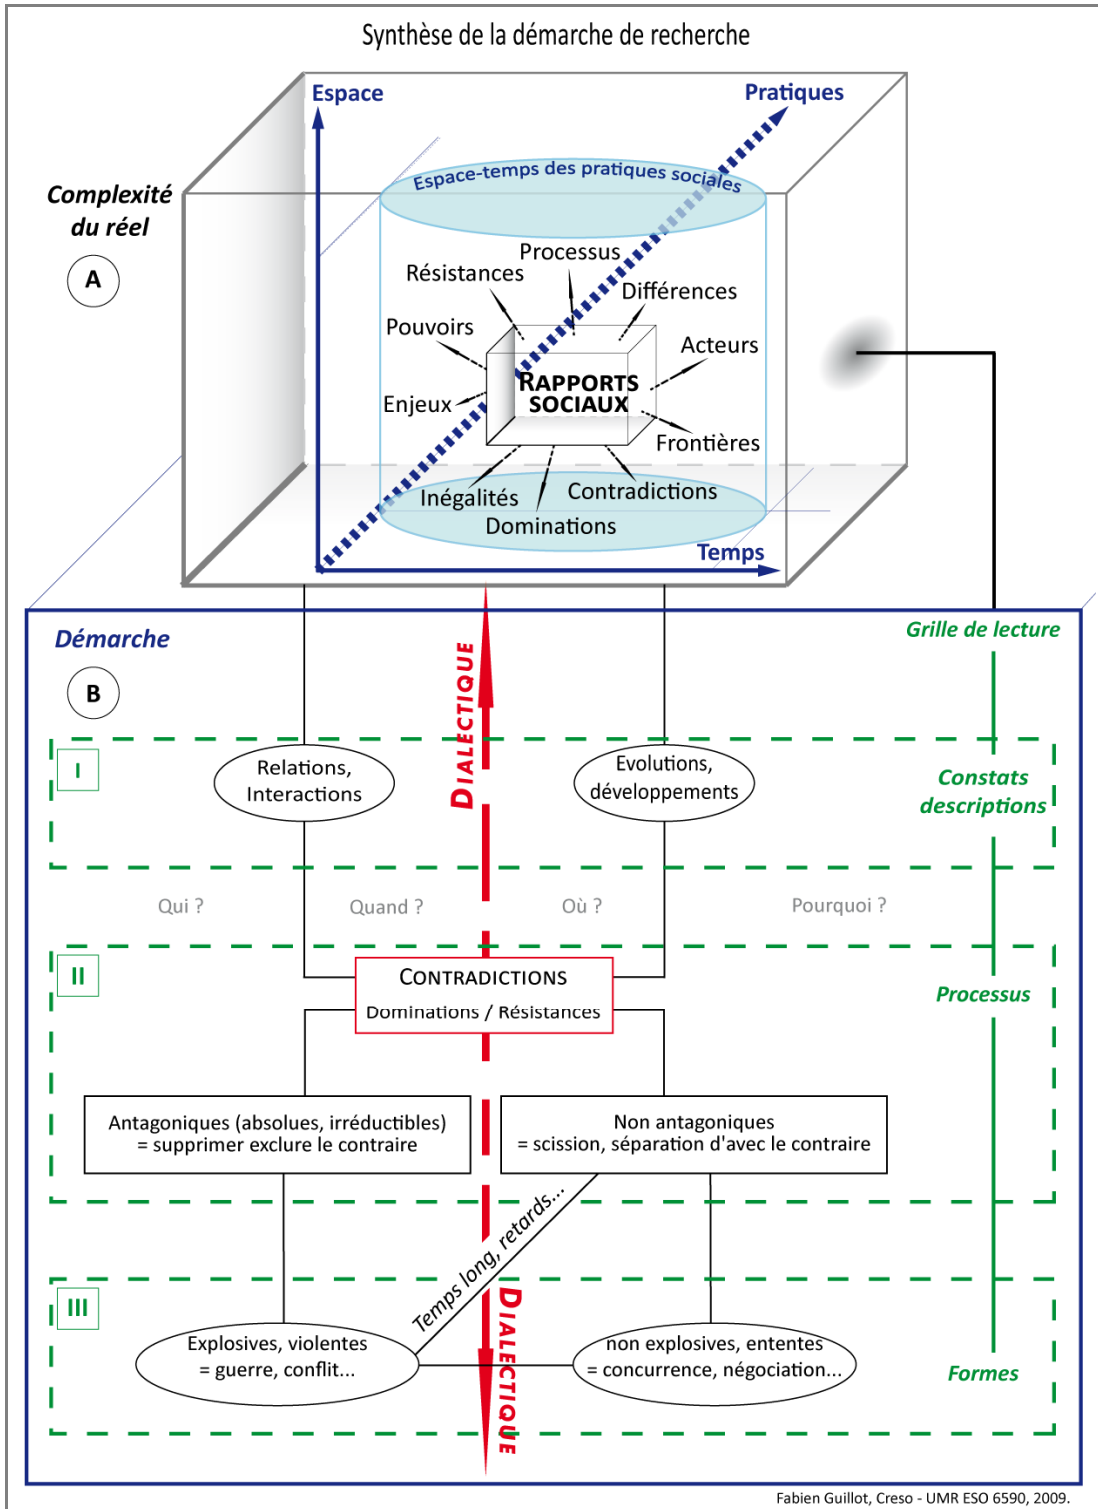 Synthèse de la démarche de recherche
Espace
Pratiques
Espace-temps des pratiques sociales
Complexité
du réel
A
Processus
Résistances
Différences
Pouvoirs
Acteurs
RAPPORTS
SOCIAUX
Enjeux
Frontières
Inégalités
Contradictions
Dominations
Temps
Démarche
Grille de lecture
B
DIALECTIQUE
I
Relations,
Interactions
Evolutions,
développements
Constats
descriptions
Qui ?
Quand ?
Où ?
Pourquoi ?
II
CONTRADICTIONS
Dominations / Résistances
Processus
Antagoniques (absolues, irréductibles)
= supprimer exclure le contraire
Non antagoniques
= scission, séparation d'avec le contraire
Temps long, retards...
III
DIALECTIQUE
Explosives, violentes
= guerre, conflit...
non explosives, ententes
= concurrence, négociation...
Formes
Fabien Guillot, Creso - UMR ESO 6590, 2009.